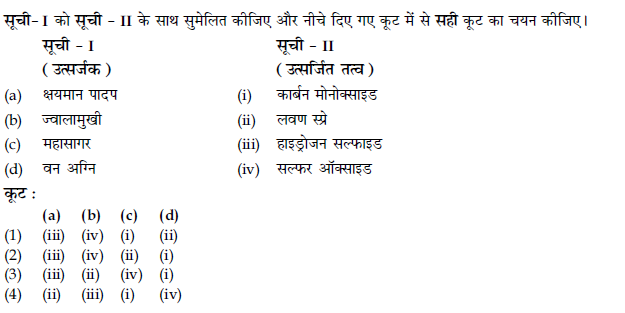 सूची- I को सूची - II के साथ सुमेलित कीजिए और नीचे दिए गए कूट में से सही कूट का चयन कीजिए।
सूची - I सूची - II
( उत्सर्जक ) ( उत्सर्जित तत्व )
(a) क्षयमान पादप (i) कार्बन मोनोक्साइड
(b) ज्वालामुखी (ii) लवण स्प्रे
(c) महासागर (iii) हाइड्रोजन सल्फाइड
(d) वन अग्नि (iv) सल्फर ऑक्साइड
कूट :
(a) (b) (c) (d)
(1) (iii) (iv) (i) (ii)
(2) (iii) (iv) (ii) (i)
(3) (iii) (ii) (iv) (i)
(4) (ii) (iii) (i) (iv)